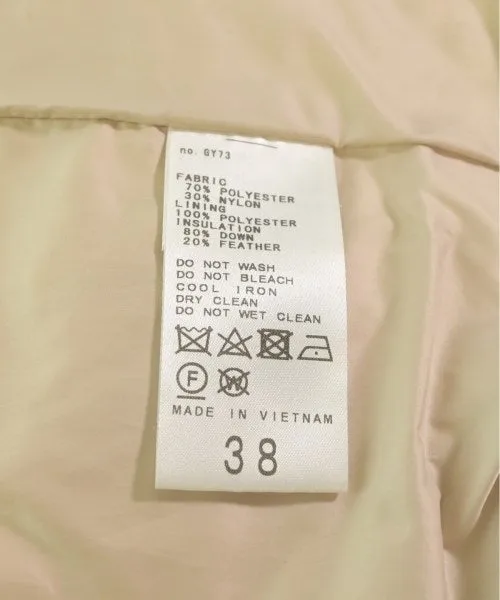 no. GY73
FABRIC
70% POLYESTER
30% NYLON
LINING
100% POLYESTER
INSULATION
80% DOWN
20% FEATHER
DO NOT WASH
DO NOT BLEACH
COOL IRON
DRY CLEAN
DO NOT WET CLEAN
F W
MADE IN VIETNAM
38